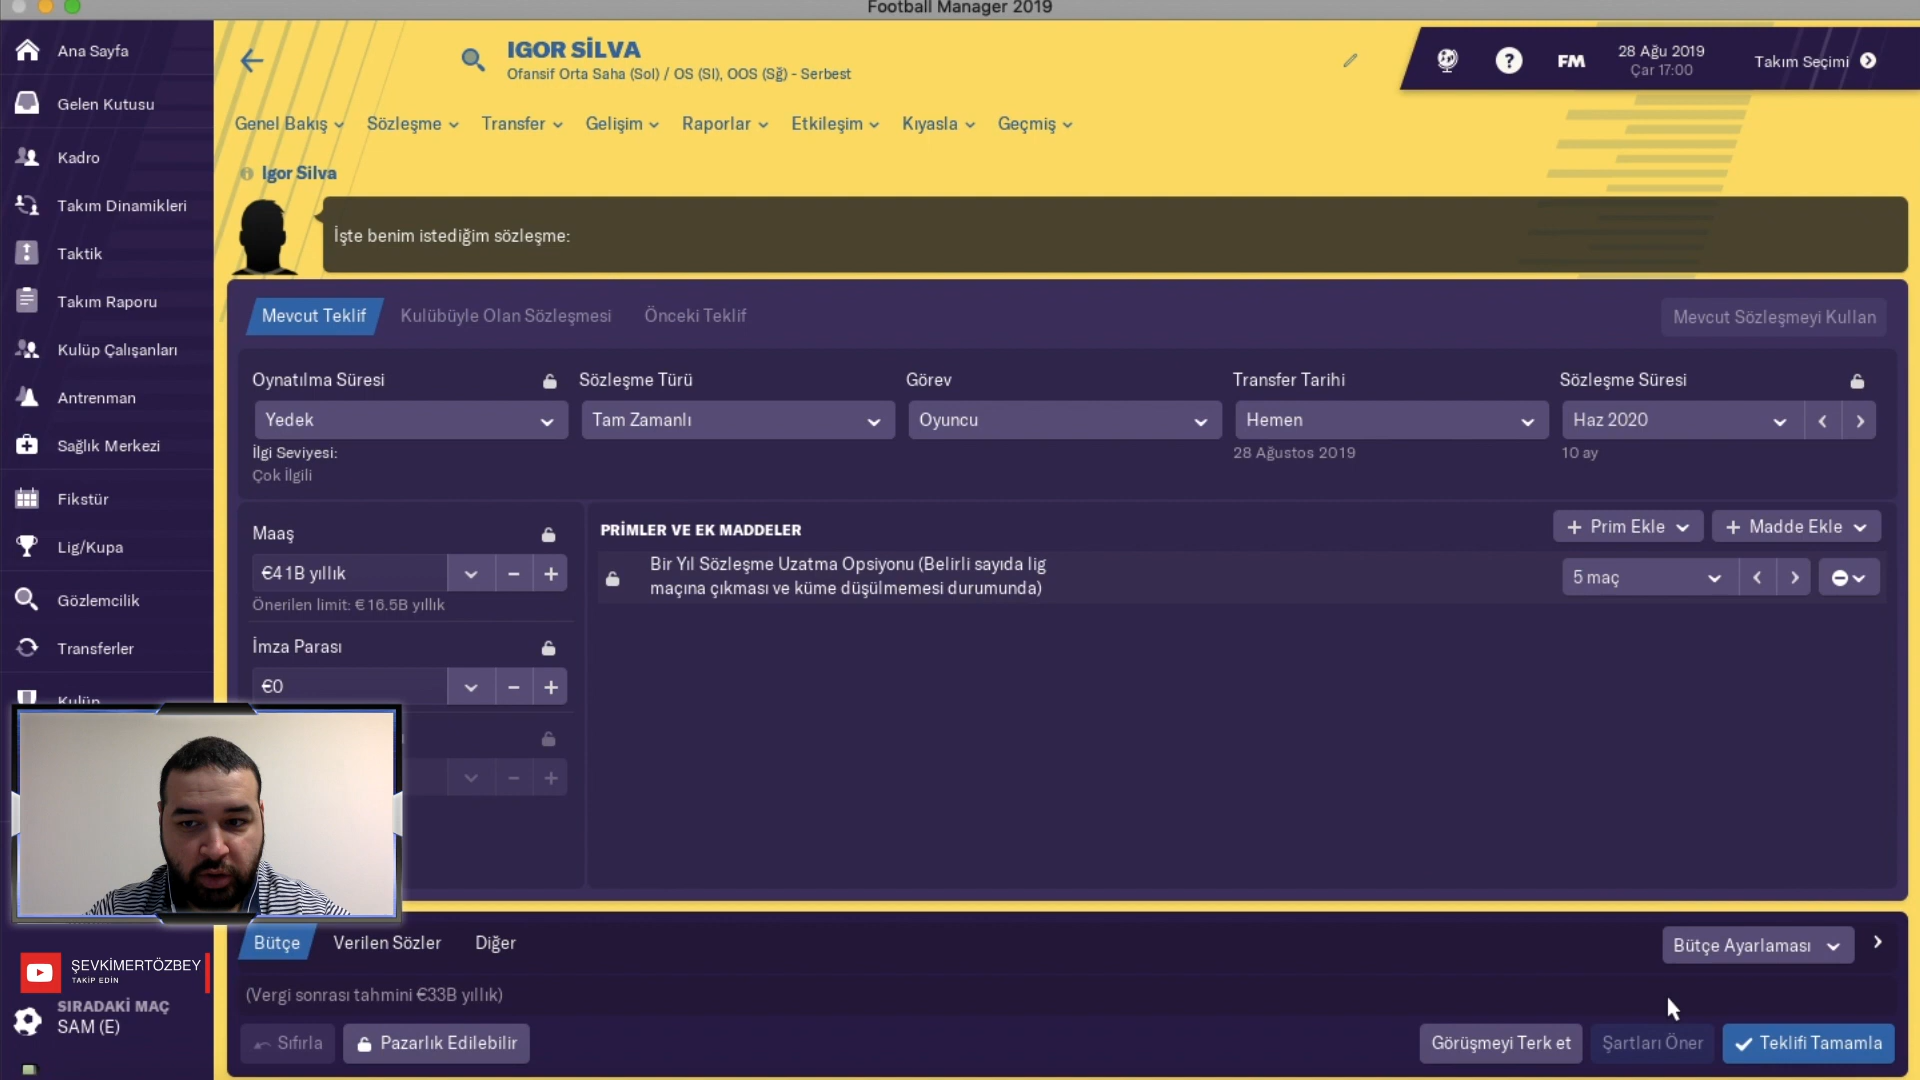 Football Manager 2019
Ana Sayfa
Gelen Kutusu
Kadro
Takım Dinamikleri
Taktik
Takım Raporu
Kulüp Çalışanları
Antrenman
Sağlık Merkezi
Fikstür
Lig/Kupa
Gözlemcilik
Transferler
Kulüp
IGOR SİLVA
Ofansif Orta Saha (Sol) / OS (Sl), OOS (Sğ) - Serbest
FM
28 Ağu 2019
Çar 17:00
Takım Seçimi
Genel Bakış
Sözleşme
Transfer
Gelişim
Raporlar
Etkileşim
Kıyasla
Geçmiş
Igor Silva
İşte benim istediğim sözleşme:
Mevcut Teklif
Kulübüyle Olan Sözleşmesi
Önceki Teklif
Mevcut Sözleşmeyi Kullan
Oynatılma Süresi
Yedek
İlgi Seviyesi:
Çok İlgili
Sözleşme Türü
Tam Zamanlı
Görev
Oyuncu
Transfer Tarihi
Hemen
28 Ağustos 2019
Sözleşme Süresi
Haz 2020
10 ay
Maaş
€41B yıllık
Önerilen limit: €16.5B yıllık
İmza Parası
€0
PRİMLER VE EK MADDELER
+ Prim Ekle
+ Madde Ekle
Bir Yıl Sözleşme Uzatma Opsiyonu (Belirli sayıda lig
maçına çıkması ve küme düşülmemesi durumunda)
5 maç
ŞEVKİMERTÖZBEY
TAKİP EDİN
SIRADAKİ MAÇ
SAM (E)
Bütçe
Verilen Sözler
Diğer
Bütçe Ayarlaması
(Vergi sonrası tahmini €33B yıllık)
Sıfırla
Pazarlık Edilebilir
Görüşmeyi Terk et
Şartları Öner
Teklifi Tamamla